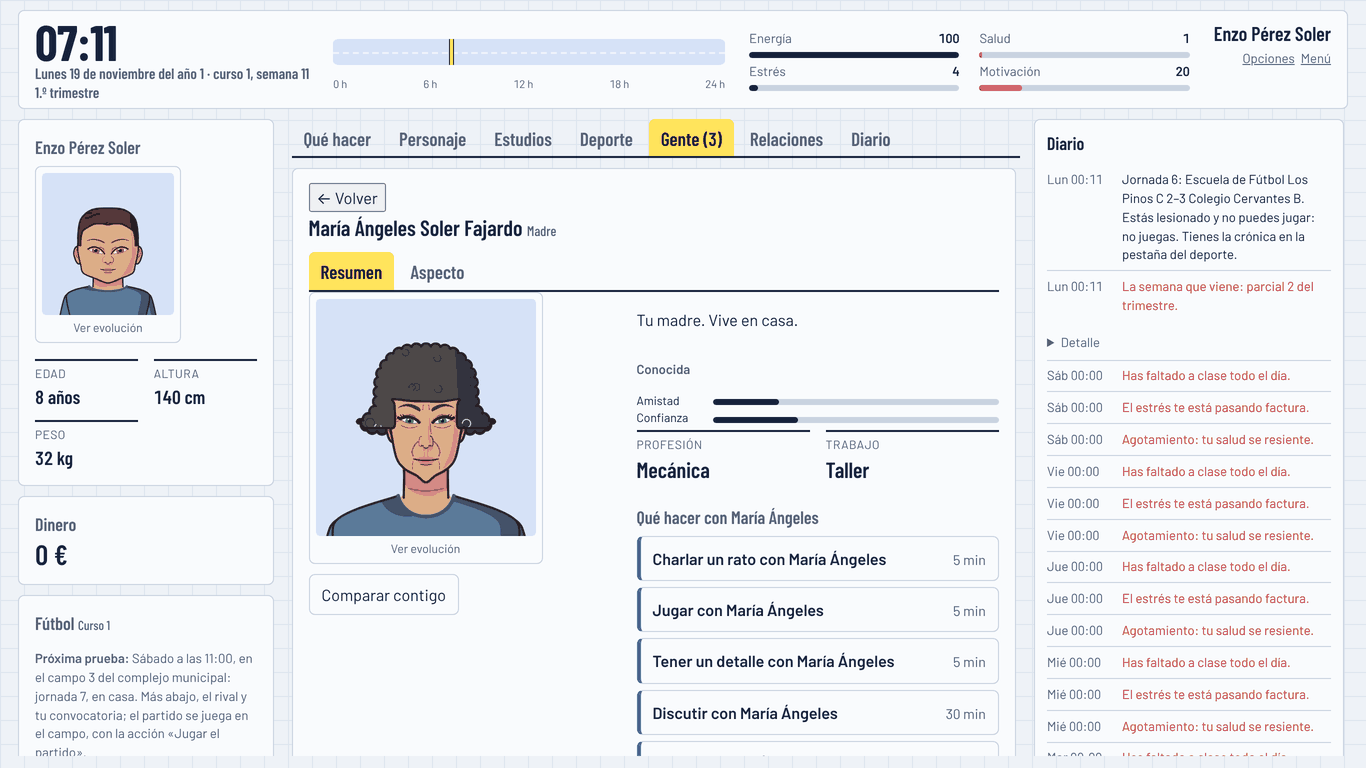 07:11
Lunes 19 de noviembre del año 1 · curso 1, semana 11
1.º trimestre
0 h 6 h 12 h 18 h 24 h
Energía 100
Estrés 4
Salud 1
Motivación 20
Enzo Pérez Soler
Opciones Menú
Enzo Pérez Soler
Ver evolución
EDAD ALTURA
8 años 140 cm
PESO
32 kg
Dinero
0 €
Fútbol Curso 1
Próxima prueba: Sábado a las 11:00, en
el campo 3 del complejo municipal:
jornada 7, en casa. Más abajo, el rival y
tu convocatoria; el partido se juega en
el campo, con la acción «Jugar el
partido».
Qué hacer Personaje Estudios Deporte Gente (3) Relaciones Diario
← Volver
María Ángeles Soler Fajardo Madre
Resumen Aspecto
Ver evolución
Comparar contigo
Tu madre. Vive en casa.
Conocida
Amistad
Confianza
PROFESIÓN TRABAJO
Mecánica Taller
Qué hacer con María Ángeles
Charlar un rato con María Ángeles 5 min
Jugar con María Ángeles 5 min
Tener un detalle con María Ángeles 5 min
Discutir con María Ángeles 30 min
Diario
Lun 00:11 Jornada 6: Escuela de Fútbol Los
Pinos C 2–3 Colegio Cervantes B.
Estás lesionado y no puedes jugar:
no juegas. Tienes la crónica en la
pestaña del deporte.
Lun 00:11 La semana que viene: parcial 2 del
trimestre.
▶ Detalle
Sáb 00:00 Has faltado a clase todo el día.
Sáb 00:00 El estrés te está pasando factura.
Sáb 00:00 Agotamiento: tu salud se resiente.
Vie 00:00 Has faltado a clase todo el día.
Vie 00:00 El estrés te está pasando factura.
Vie 00:00 Agotamiento: tu salud se resiente.
Jue 00:00 Has faltado a clase todo el día.
Jue 00:00 El estrés te está pasando factura.
Jue 00:00 Agotamiento: tu salud se resiente.
Mié 00:00 Has faltado a clase todo el día.
Mié 00:00 El estrés te está pasando factura.
Mié 00:00 Agotamiento: tu salud se resiente.